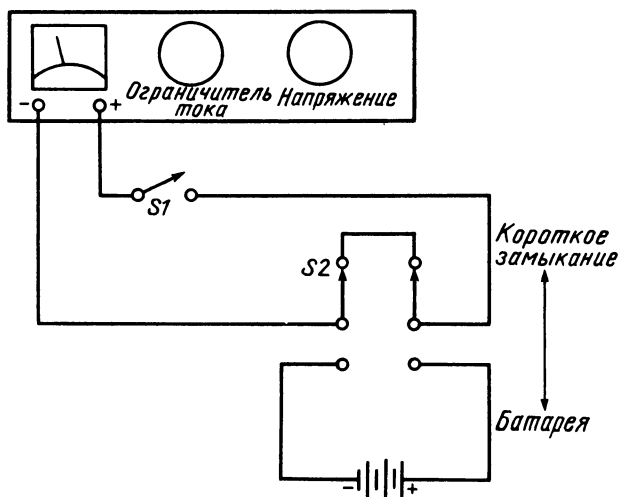 Ограничитель
тока
Напряжение
- +
S1
S2
Короткое
замыкание
Батарея
- +